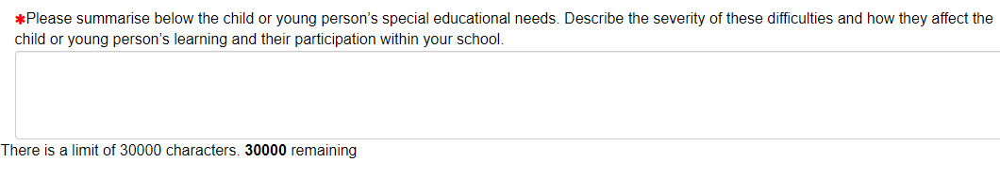 *Please summarise below the child or young person's special educational needs. Describe the severity of these difficulties and how they affect the
child or young person's learning and their participation within your school.
There is a limit of 30000 characters. 30000 remaining